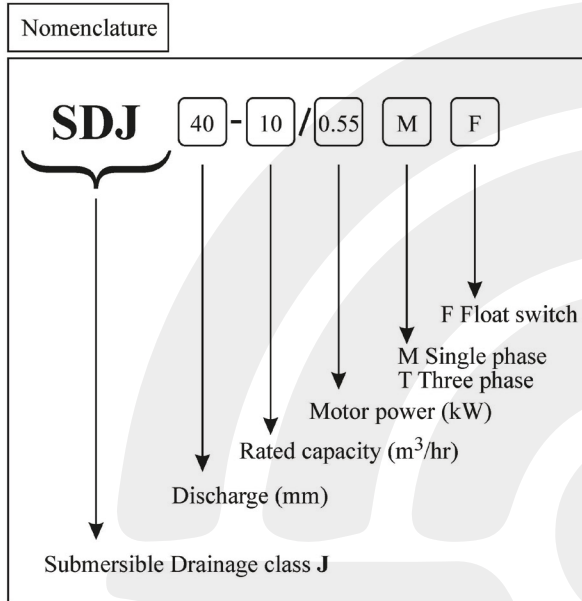 Nomenclature
SDJ 40 - 10 / 0.55 M F
F Float switch
M Single phase
T Three phase
Motor power (kW)
Rated capacity (m³/hr)
Discharge (mm)
Submersible Drainage class J